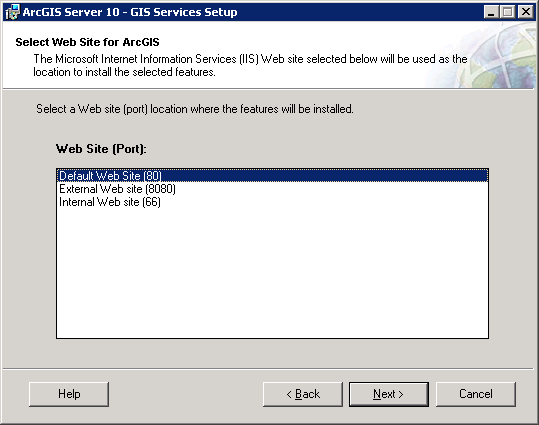 ArcGIS Server 10 - GIS Services Setup
Select Web Site for ArcGIS
The Microsoft Internet Information Services (IIS) Web site selected below will be used as the
location to install the selected features.
Select a Web site (port) location where the features will be installed.
Web Site (Port):
Default Web Site (80)
External Web site (8080)
Internal Web site (66)
Help
< Back
Next >
Cancel